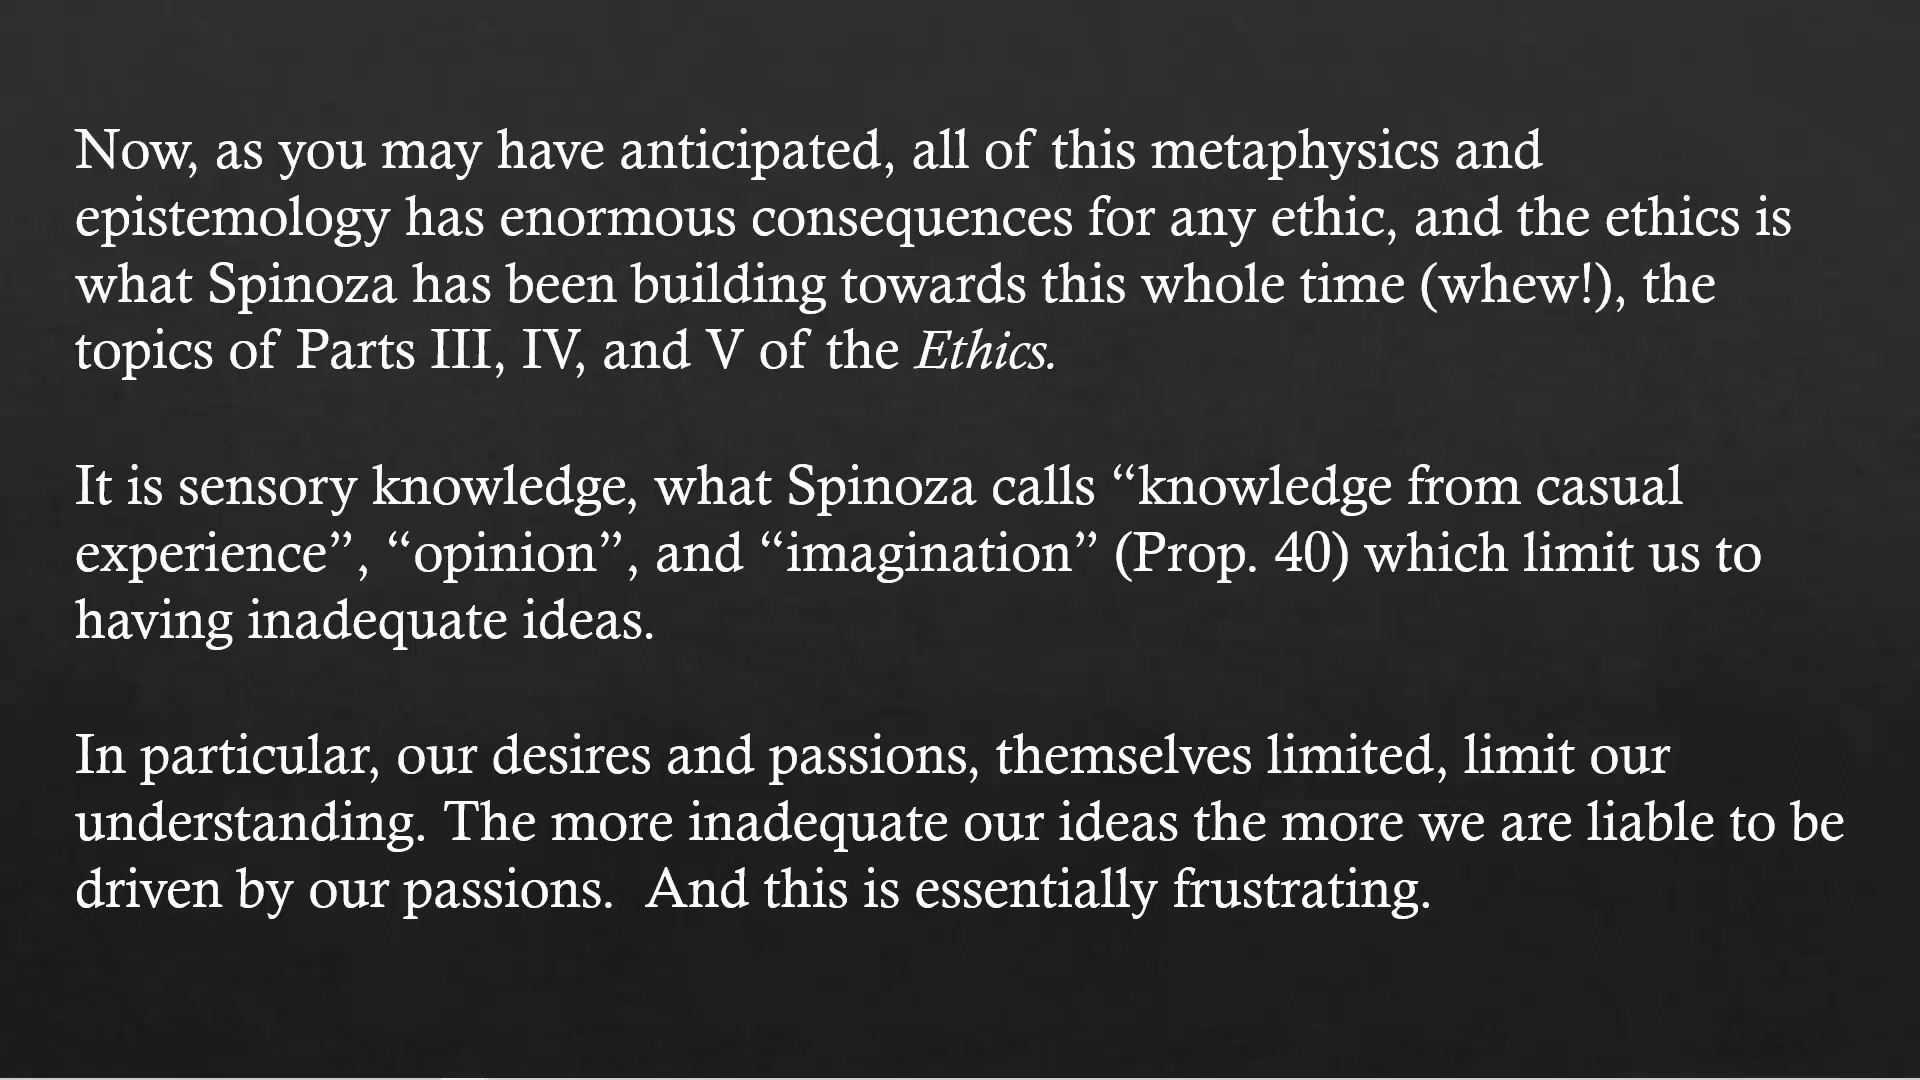 Now, as you may have anticipated, all of this metaphysics and
epistemology has enormous consequences for any ethic, and the ethics is
what Spinoza has been building towards this whole time (whew!), the
topics of Parts III, IV, and V of the Ethics.
It is sensory knowledge, what Spinoza calls “knowledge from casual
experience”, “opinion”, and “imagination” (Prop. 40) which limit us to
having inadequate ideas.
In particular, our desires and passions, themselves limited, limit our
understanding. The more inadequate our ideas the more we are liable to be
driven by our passions.  And this is essentially frustrating.